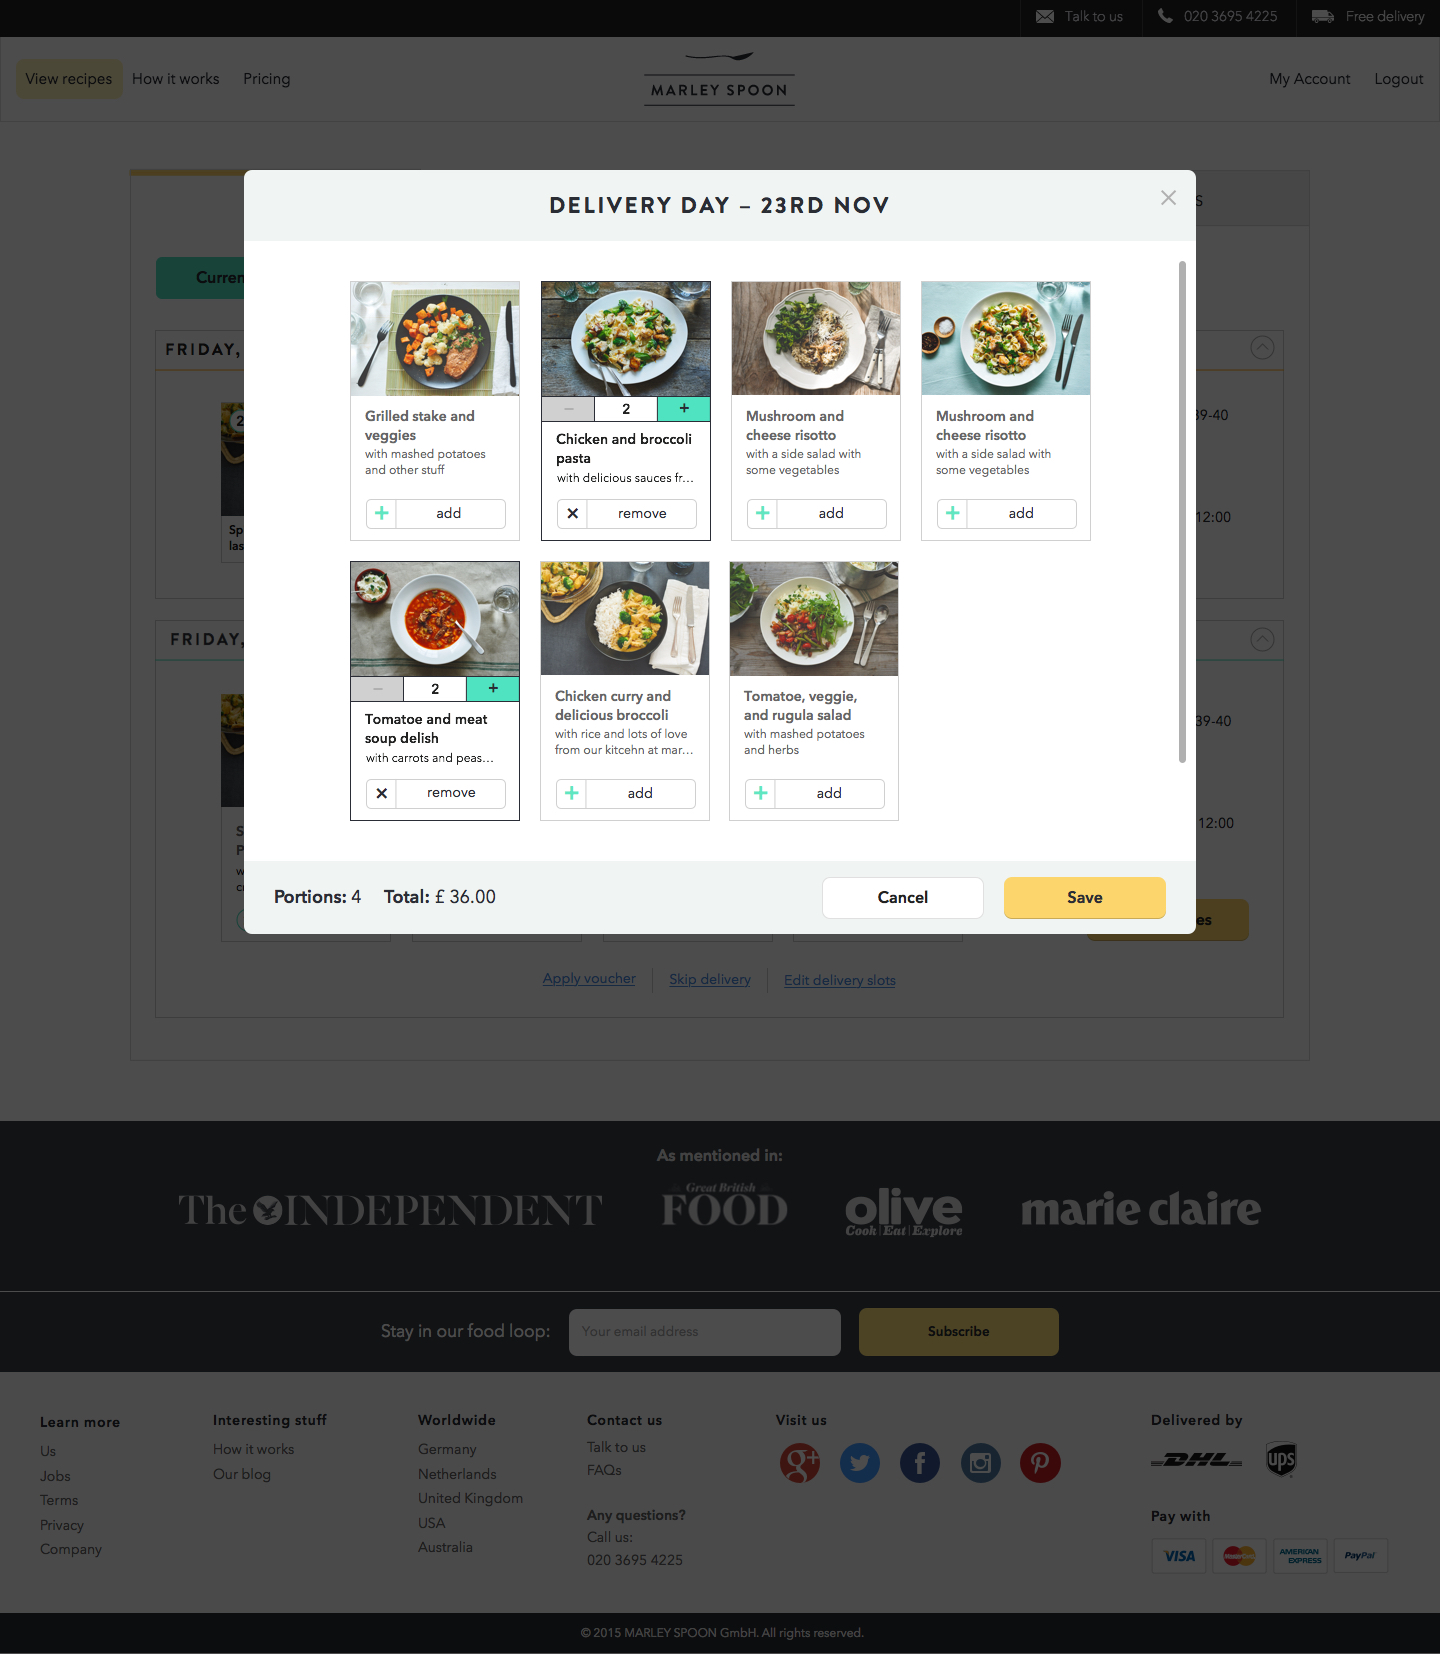 Talk to us
020 3695 4225
Free delivery
View recipes
How it works
Pricing
MARLEY SPOON
My Account
Logout
DELIVERY DAY – 23RD NOV
S
Curren
FRIDAY,
39-40
12:00
2
Sp
las
Grilled stake and
veggies
with mashed potatoes
and other stuff
+ add
− 2 +
Chicken and broccoli
pasta
with delicious sauces fr...
× remove
Mushroom and
cheese risotto
with a side salad with
some vegetables
+ add
Mushroom and
cheese risotto
with a side salad with
some vegetables
+ add
FRIDAY,
39-40
12:00
S
P
w
c
− 2 +
Tomatoe and meat
soup delish
with carrots and peas...
× remove
Chicken curry and
delicious broccoli
with rice and lots of love
from our kitcehn at mar...
+ add
Tomatoe, veggie,
and rugula salad
with mashed potatoes
and herbs
+ add
Portions: 4 Total: £ 36.00
Cancel
Save
es
Apply voucher
Skip delivery
Edit delivery slots
As mentioned in:
The INDEPENDENT
Great British
FOOD
olive
Cook | Eat | Explore
marie claire
Stay in our food loop:
Your email address
Subscribe
Learn more
Us
Jobs
Terms
Privacy
Company
Interesting stuff
How it works
Our blog
Worldwide
Germany
Netherlands
United Kingdom
USA
Australia
Contact us
Talk to us
FAQs
Any questions?
Call us:
020 3695 4225
Visit us
Delivered by
DHL
ups
Pay with
VISA
MasterCard
AMERICAN
EXPRESS
PayPal
© 2015 MARLEY SPOON GmbH. All rights reserved.